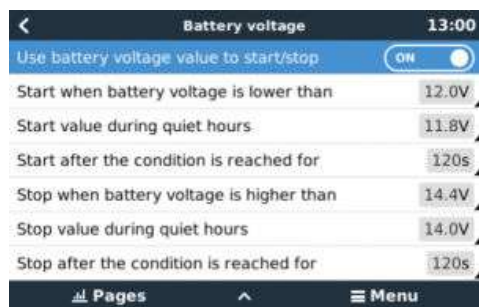 Battery voltage 13:00
Use battery voltage value to start/stop ON
Start when battery voltage is lower than 12.0V
Start value during quiet hours 11.8V
Start after the condition is reached for 120s
Stop when battery voltage is higher than 14.4V
Stop value during quiet hours 14.0V
Stop after the condition is reached for 120s
Pages Menu